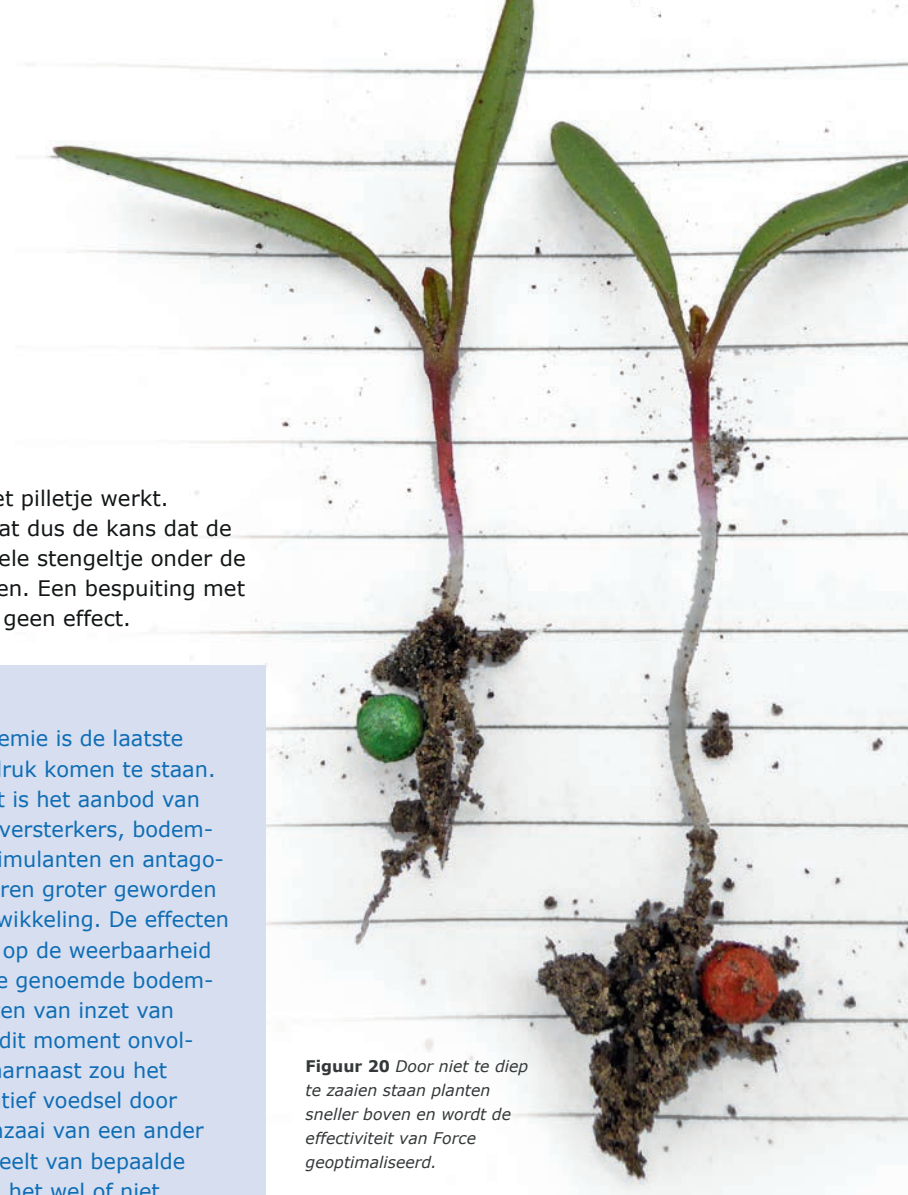 et pilletje werkt.
at dus de kans dat de
ele stengeltje onder de
en. Een bespuiting met
geen effect.
emie is de laatste
druk komen te staan.
t is het aanbod van
versterkers, bodem-
timulanten en antago-
ren groter geworden
wikkeling. De effecten
op de weerbaarheid
e genoemde bodem-
en van inzet van
dit moment onvol-
arnaast zou het
tief voedsel door
nzaai van een ander
eelt van bepaalde
het wel of niet
Figuur 20 Door niet te diep
te zaaien staan planten
sneller boven en wordt de
effectiviteit van Force
geoptimaliseerd.